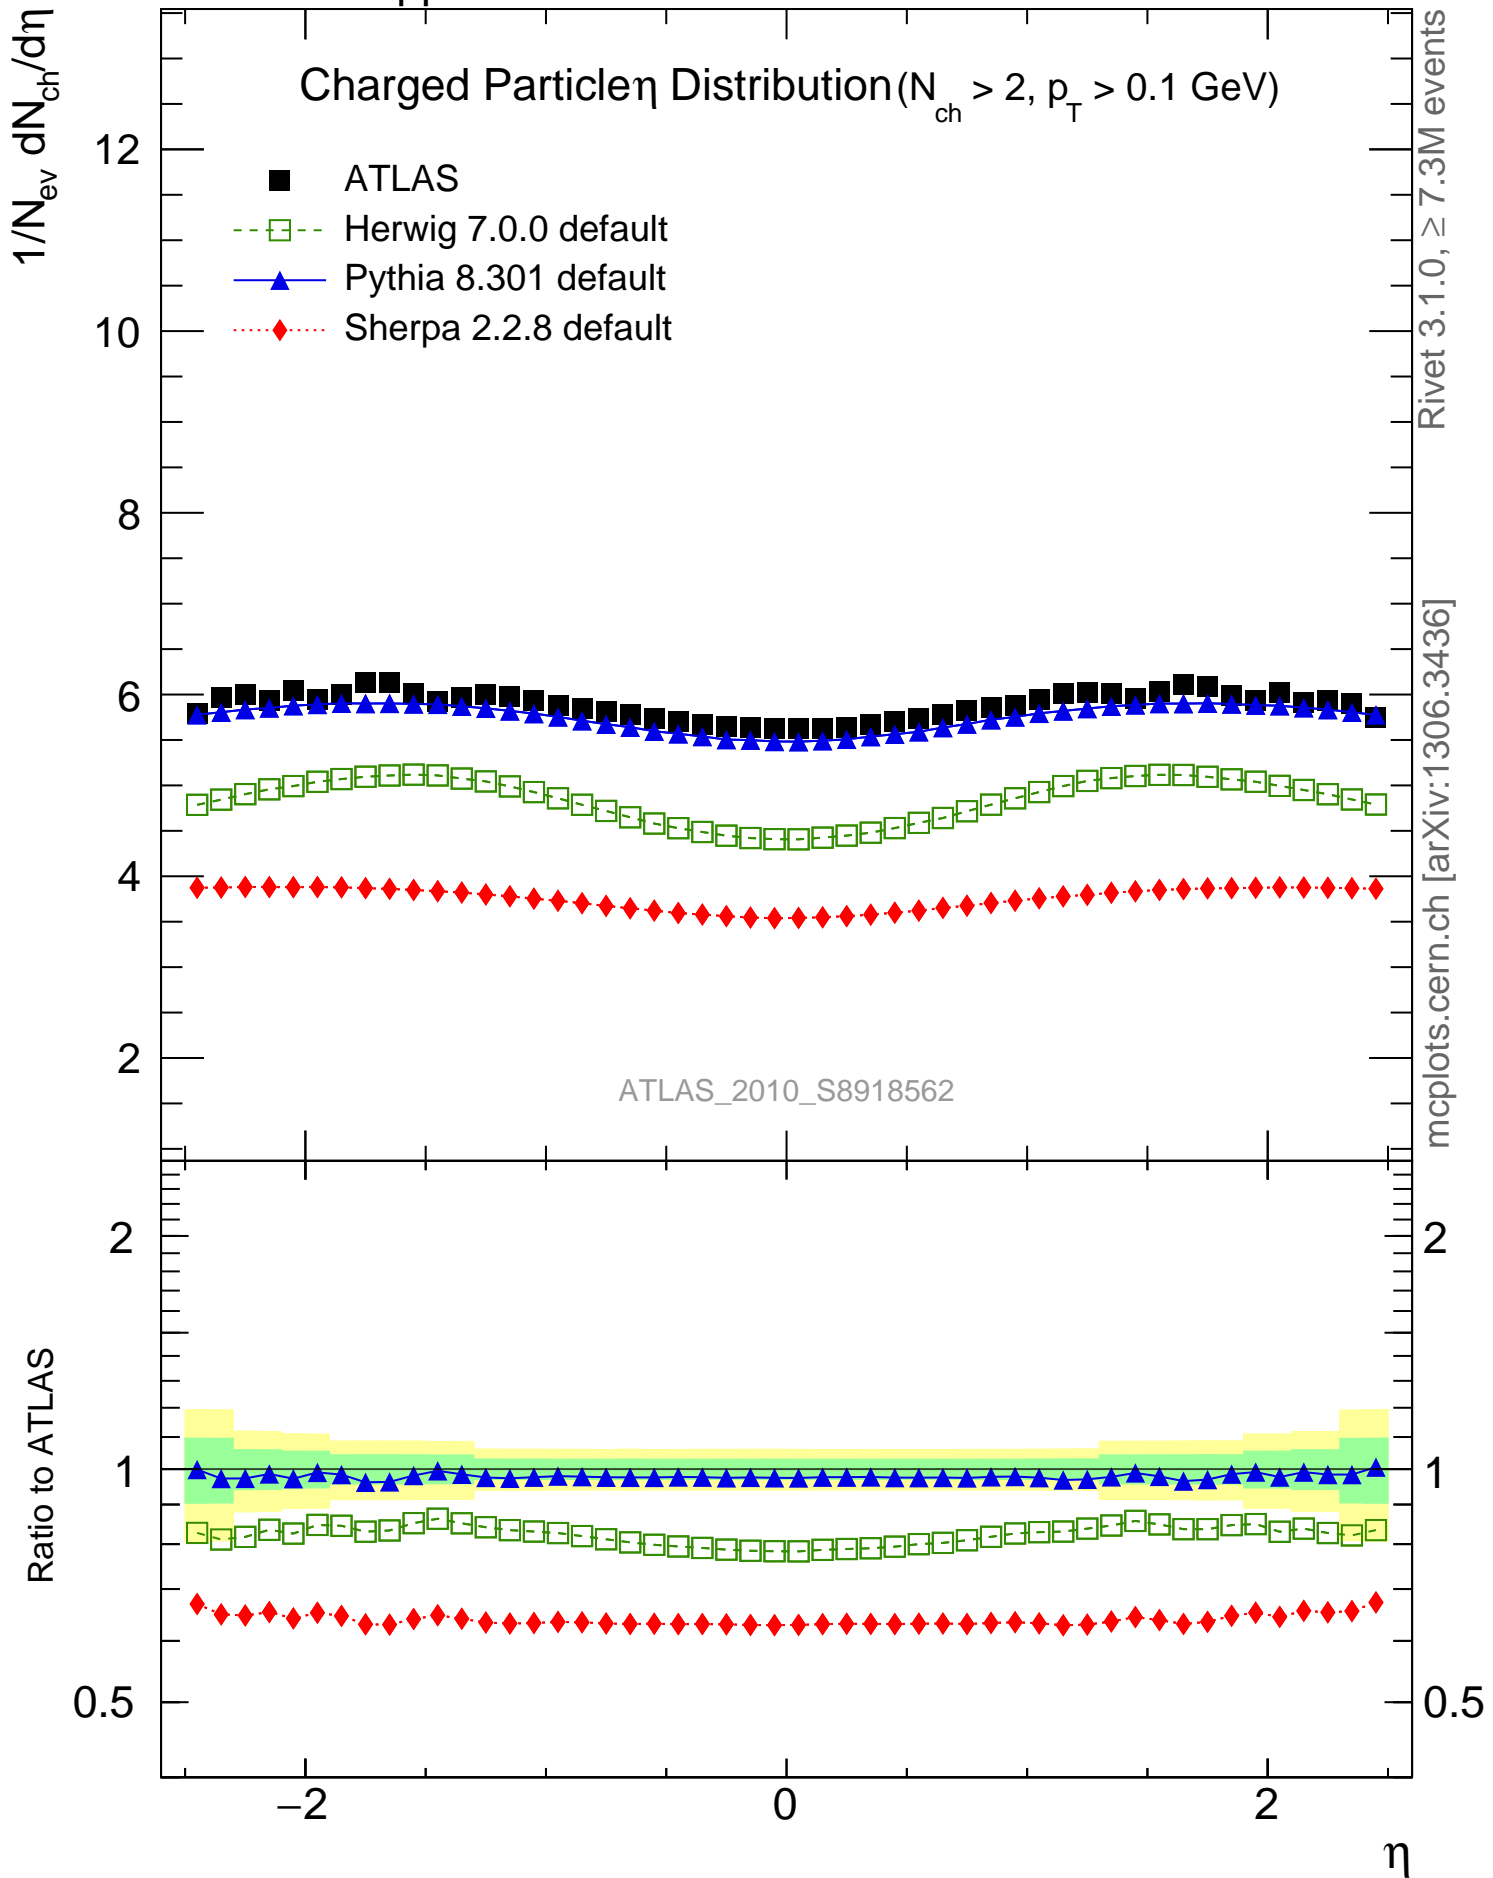 pp
1/N_ev dN_ch/dη
Charged Particleη Distribution (N_ch > 2, p_T > 0.1 GeV)
ATLAS
Herwig 7.0.0 default
Pythia 8.301 default
Sherpa 2.2.8 default
12
10
8
6
4
2
ATLAS_2010_S8918562
Rivet 3.1.0, ≥ 7.3M events
mcplots.cern.ch [arXiv:1306.3436]
Ratio to ATLAS
2
1
0.5
2
1
0.5
−2
0
2
η